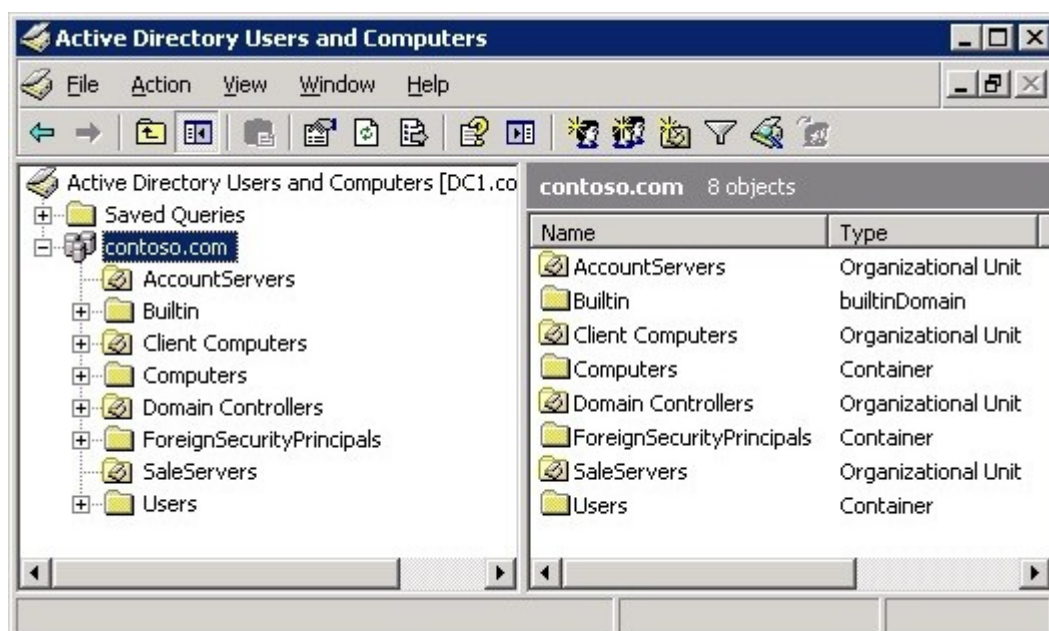 Active Directory Users and Computers
File Action View Window Help
Active Directory Users and Computers [DC1.co
Saved Queries
contoso.com
AccountServers
Builtin
Client Computers
Computers
Domain Controllers
ForeignSecurityPrincipals
SaleServers
Users
contoso.com 8 objects
Name Type
AccountServers Organizational Unit
Builtin builtinDomain
Client Computers Organizational Unit
Computers Container
Domain Controllers Organizational Unit
ForeignSecurityPrincipals Container
SaleServers Organizational Unit
Users Container